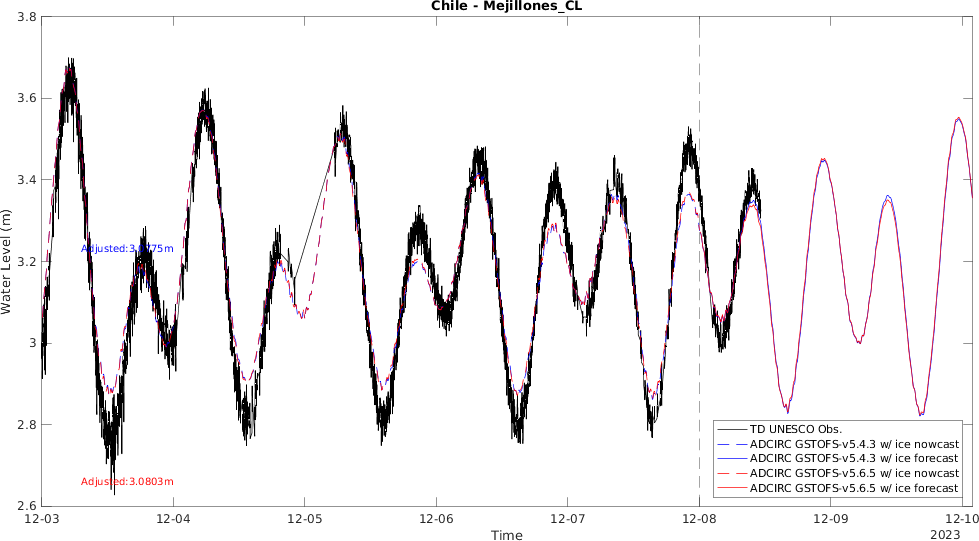 Chile - Mejillones_CL
3.8
3.6
3.4
3.2
3
2.8
2.6
Water Level (m)
Adjusted:3.0775m
Adjusted:3.0803m
TD UNESCO Obs.
ADCIRC GSTOFS-v5.4.3 w/ ice nowcast
ADCIRC GSTOFS-v5.4.3 w/ ice forecast
ADCIRC GSTOFS-v5.6.5 w/ ice nowcast
ADCIRC GSTOFS-v5.6.5 w/ ice forecast
12-03 12-04 12-05 12-06 12-07 12-08 12-09 12-10
Time
2023